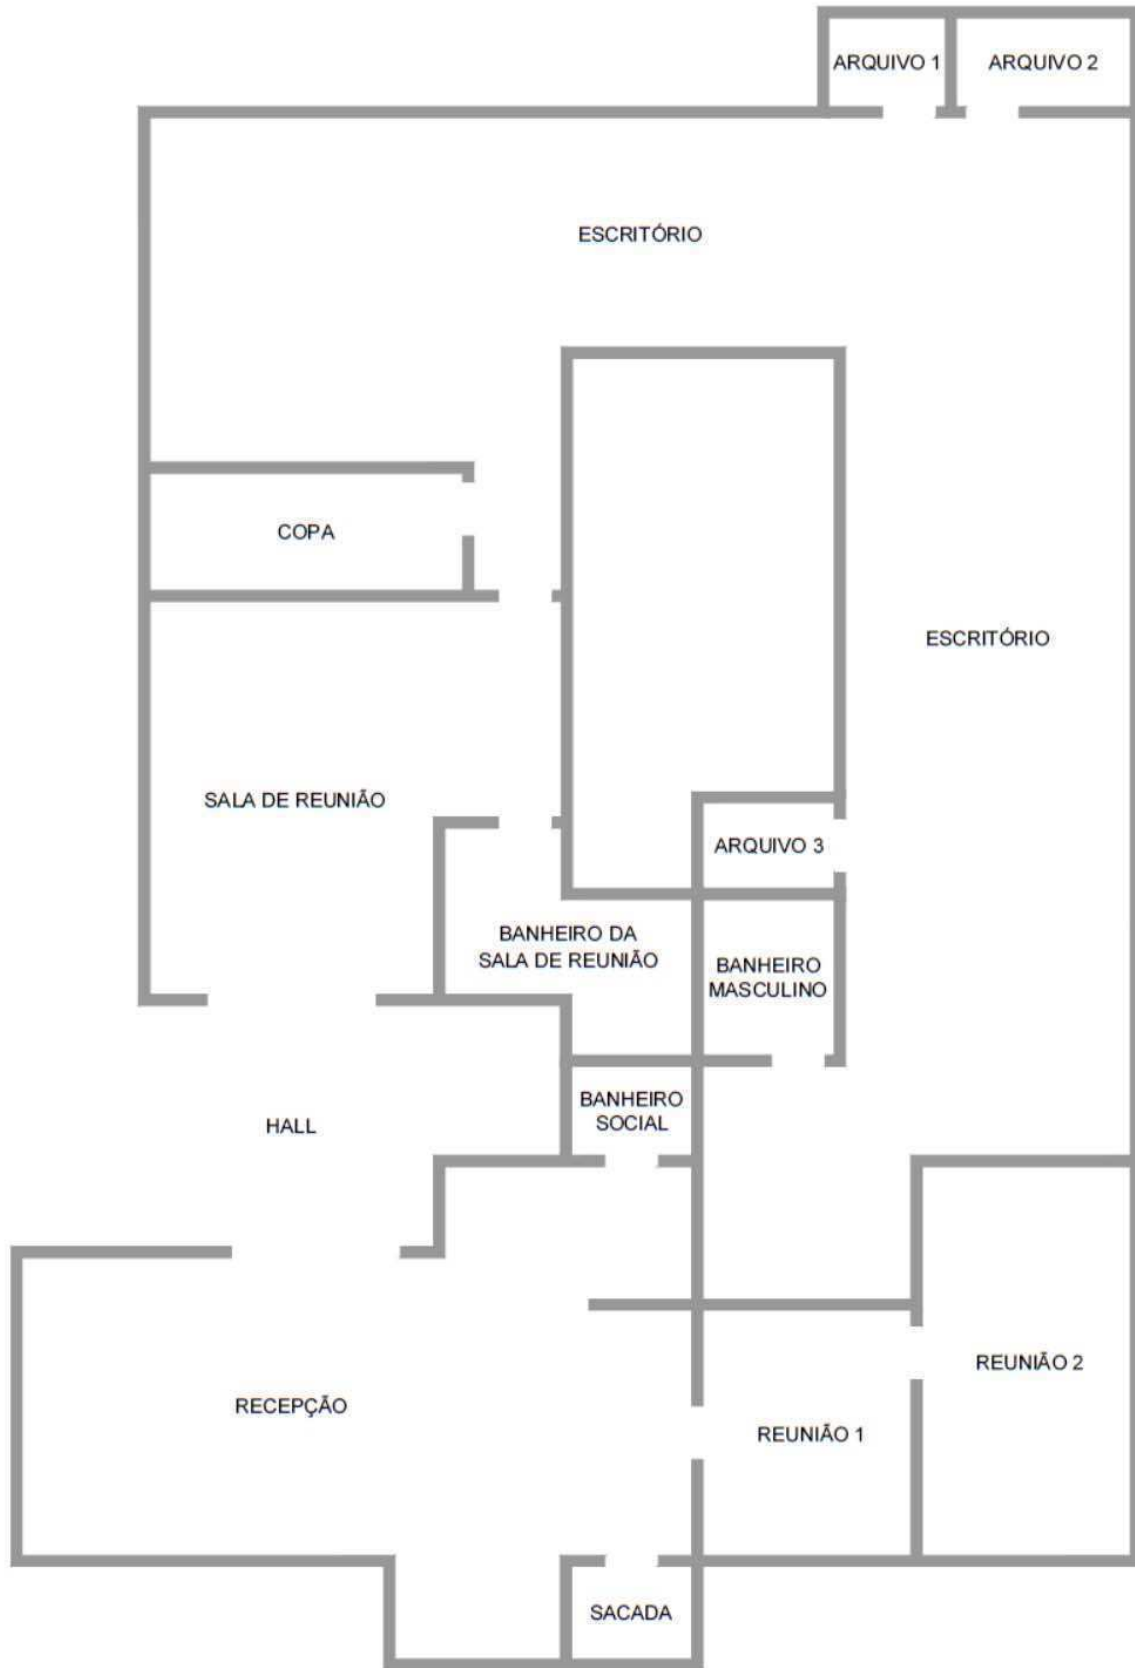 ARQUIVO 1
ARQUIVO 2
ESCRITÓRIO
COPA
ESCRITÓRIO
SALA DE REUNIÃO
ARQUIVO 3
BANHEIRO DA
SALA DE REUNIÃO
BANHEIRO
MASCULINO
BANHEIRO
SOCIAL
HALL
REUNIÃO 2
RECEPÇÃO
REUNIÃO 1
SACADA